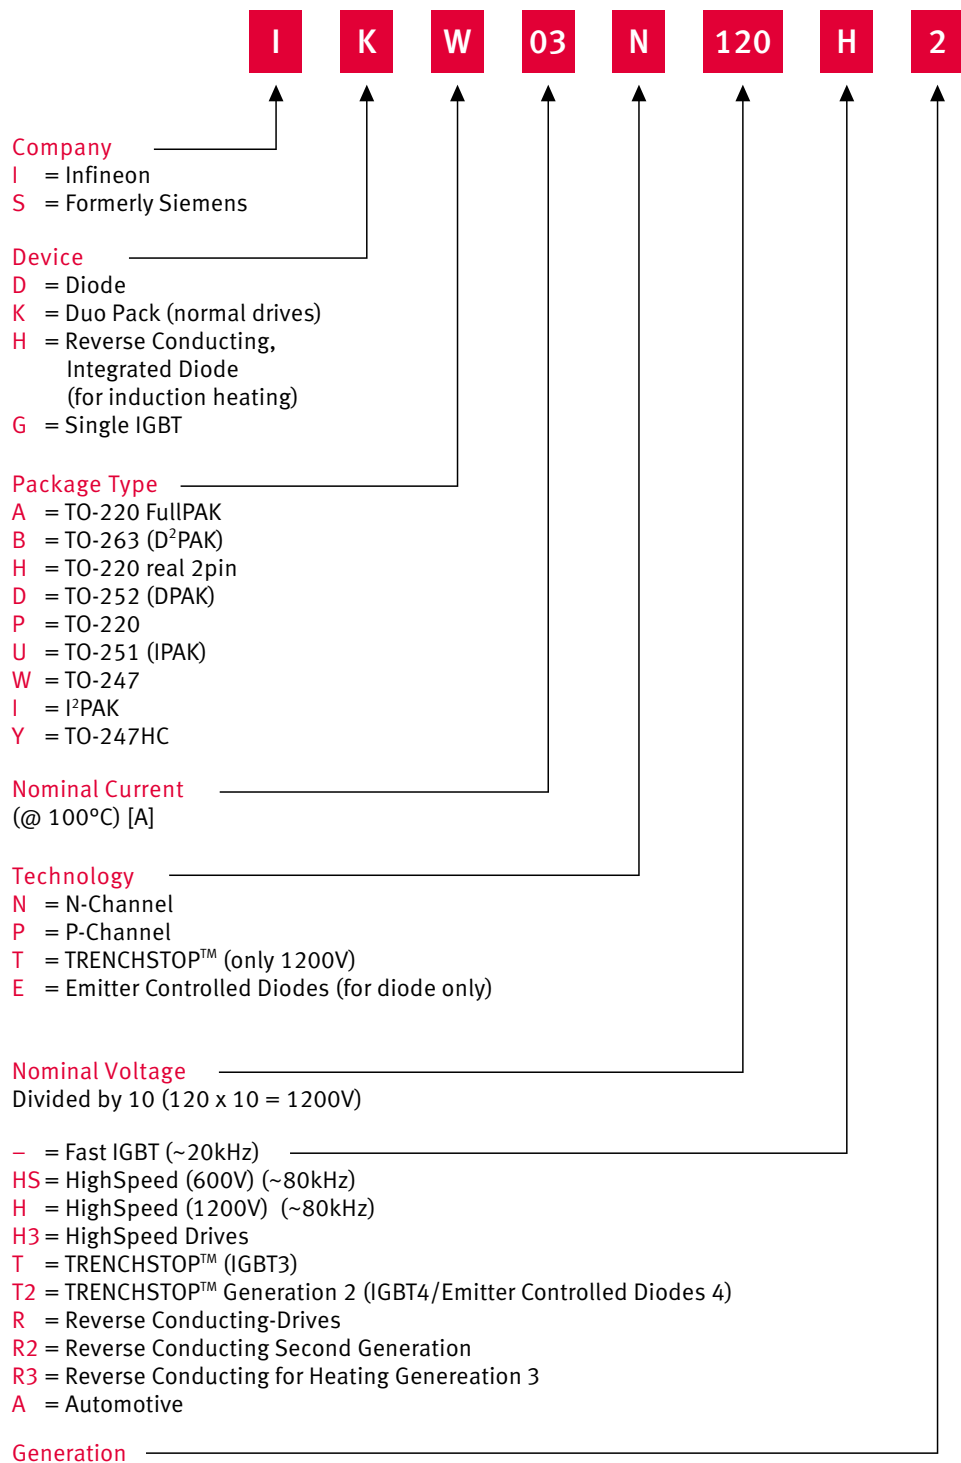 I K W 03 N 120 H 2
Company
I = Infineon
S = Formerly Siemens
Device
D = Diode
K = Duo Pack (normal drives)
H = Reverse Conducting,
Integrated Diode
(for induction heating)
G = Single IGBT
Package Type
A = TO-220 FullPAK
B = TO-263 (D²PAK)
H = TO-220 real 2pin
D = TO-252 (DPAK)
P = TO-220
U = TO-251 (IPAK)
W = TO-247
I = I²PAK
Y = TO-247HC
Nominal Current
(@ 100°C) [A]
Technology
N = N-Channel
P = P-Channel
T = TRENCHSTOP™ (only 1200V)
E = Emitter Controlled Diodes (for diode only)
Nominal Voltage
Divided by 10 (120 x 10 = 1200V)
– = Fast IGBT (~20kHz)
HS = HighSpeed (600V) (~80kHz)
H = HighSpeed (1200V) (~80kHz)
H3 = HighSpeed Drives
T = TRENCHSTOP™ (IGBT3)
T2 = TRENCHSTOP™ Generation 2 (IGBT4/Emitter Controlled Diodes 4)
R = Reverse Conducting-Drives
R2 = Reverse Conducting Second Generation
R3 = Reverse Conducting for Heating Genereation 3
A = Automotive
Generation